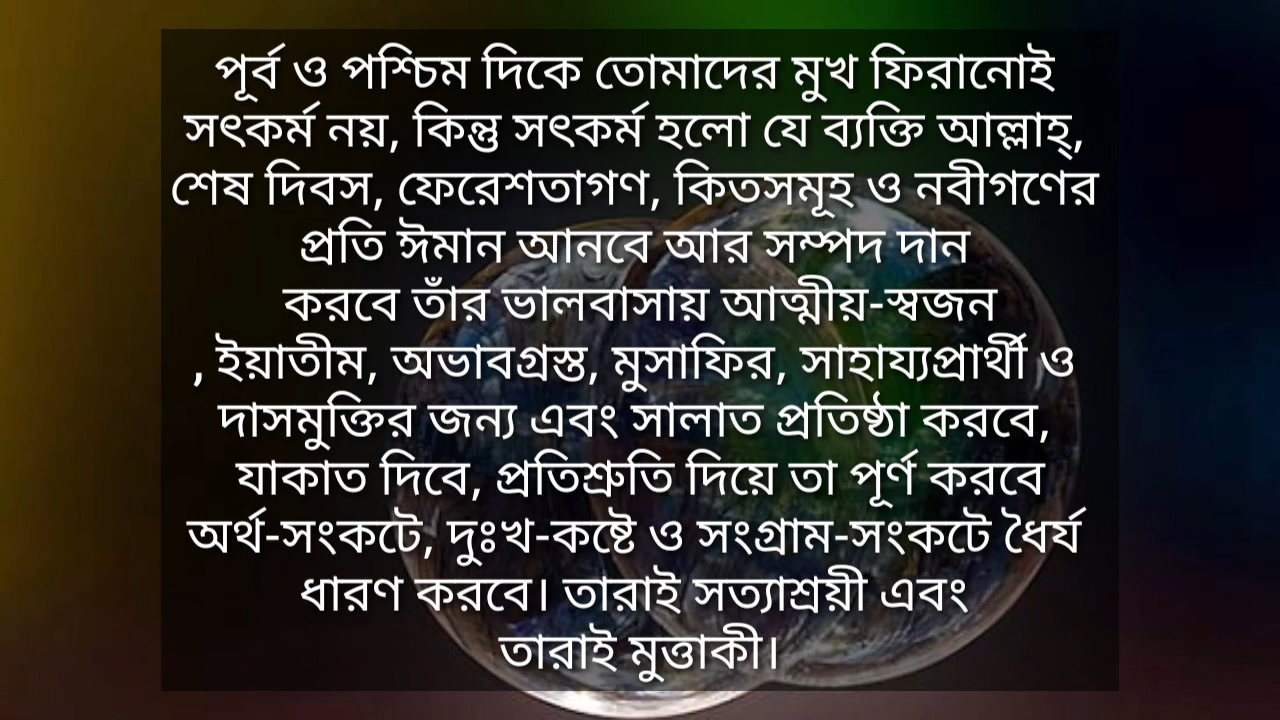 পূর্ব ও পশ্চিম দিকে তোমাদের মুখ ফিরানোই
সৎকর্ম নয়, কিন্তু সৎকর্ম হলো যে ব্যক্তি আল্লাহ্,
শেষ দিবস, ফেরেশতাগণ, কিতসমূহ ও নবীগণের
প্রতি ঈমান আনবে আর সম্পদ দান
করবে তাঁর ভালবাসায় আত্মীয়-স্বজন
, ইয়াতীম, অভাবগ্রস্ত, মুসাফির, সাহায্যপ্রার্থী ও
দাসমুক্তির জন্য এবং সালাত প্রতিষ্ঠা করবে,
যাকাত দিবে, প্রতিশ্রুতি দিয়ে তা পূর্ণ করবে
অর্থ-সংকটে, দুঃখ-কষ্টে ও সংগ্রাম-সংকটে ধৈর্য
ধারণ করবে। তারাই সত্যাশ্রয়ী এবং
তারাই মুত্তাকী।